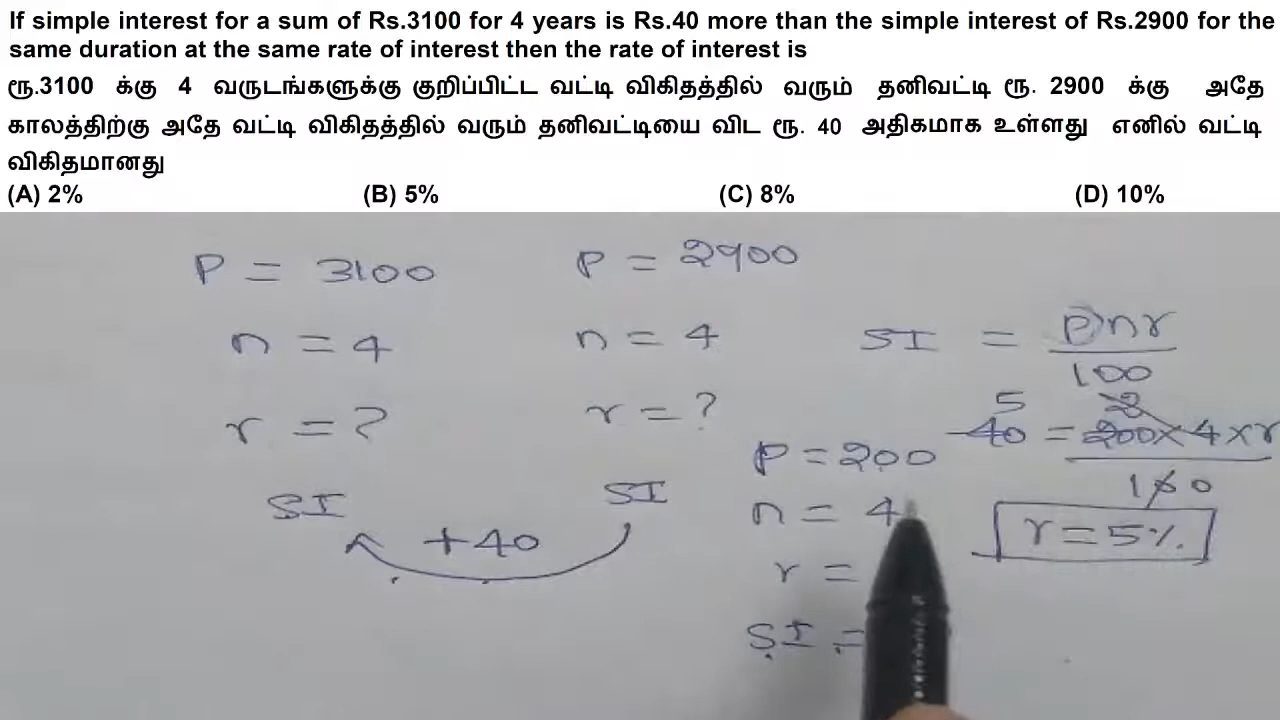 If simple interest for a sum of Rs.3100 for 4 years is Rs.40 more than the simple interest of Rs.2900 for the
same duration at the same rate of interest then the rate of interest is
ரூ.3100 க்கு 4 வருடங்களுக்கு குறிப்பிட்ட வட்டி விகிதத்தில் வரும் தனிவட்டி ரூ. 2900 க்கு அதே
காலத்திற்கு அதே வட்டி விகிதத்தில் வரும் தனிவட்டியை விட ரூ. 40 அதிகமாக உள்ளது எனில் வட்டி
விகிதமானது
(A) 2% (B) 5% (C) 8% (D) 10%
P = 3100
n = 4
r = ?
SI
+40
P = 2900
n = 4
r = ?
SI
P = 200
n = 4
r =
SI =
SI = Pnr
100
5 2
40 = 200 × 4 × r
100
r = 5%